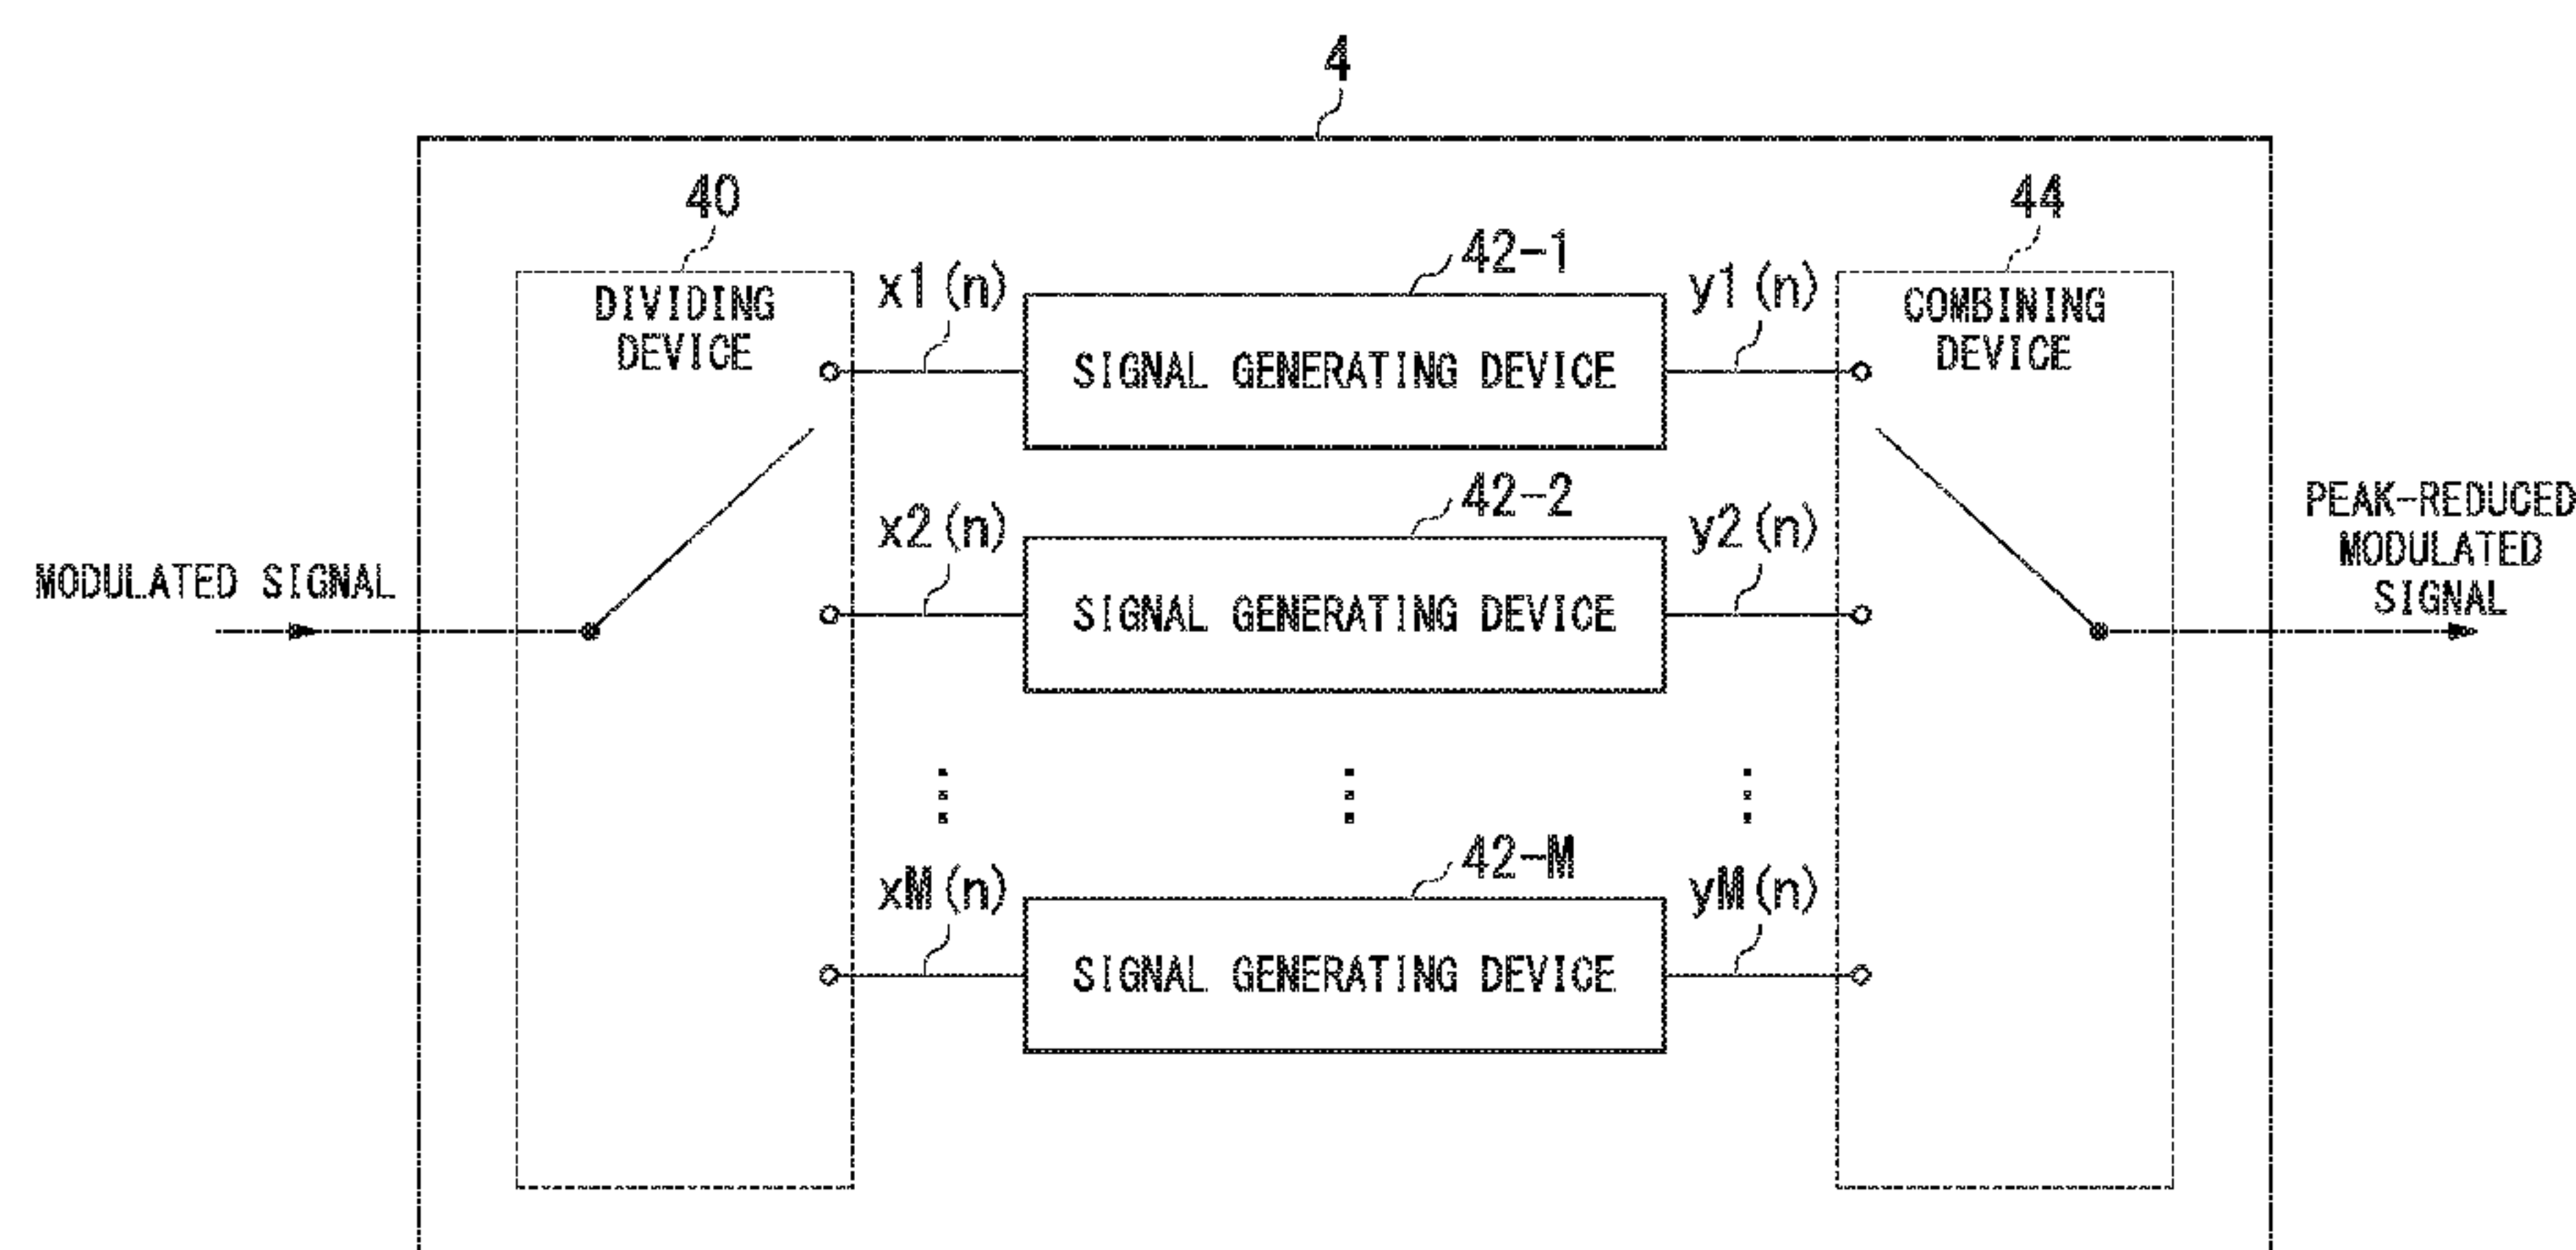 4
40
DIVIDING
DEVICE
44
COMBINING
DEVICE
x1(n)
42-1
SIGNAL GENERATING DEVICE
y1(n)
x2(n)
42-2
SIGNAL GENERATING DEVICE
y2(n)
MODULATED SIGNAL
PEAK-REDUCED
MODULATED
SIGNAL
xM(n)
42-M
SIGNAL GENERATING DEVICE
yM(n)